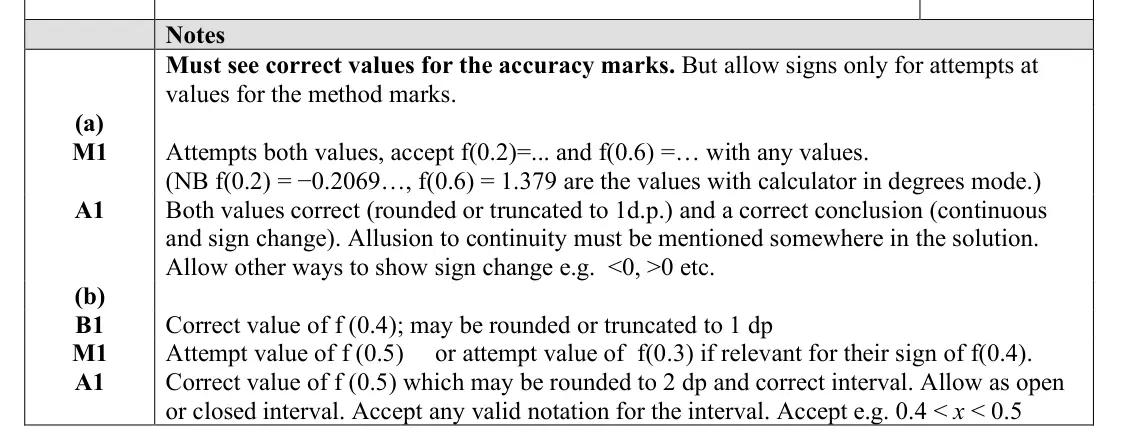 Notes
Must see correct values for the accuracy marks. But allow signs only for attempts at
values for the method marks.
(a)
M1 Attempts both values, accept f(0.2)=... and f(0.6) =… with any values.
(NB f(0.2) = −0.2069…, f(0.6) = 1.379 are the values with calculator in degrees mode.)
A1 Both values correct (rounded or truncated to 1d.p.) and a correct conclusion (continuous
and sign change). Allusion to continuity must be mentioned somewhere in the solution.
Allow other ways to show sign change e.g. <0, >0 etc.
(b)
B1 Correct value of f (0.4); may be rounded or truncated to 1 dp
M1 Attempt value of f (0.5) or attempt value of f(0.3) if relevant for their sign of f(0.4).
A1 Correct value of f (0.5) which may be rounded to 2 dp and correct interval. Allow as open
or closed interval. Accept any valid notation for the interval. Accept e.g. 0.4 < x < 0.5